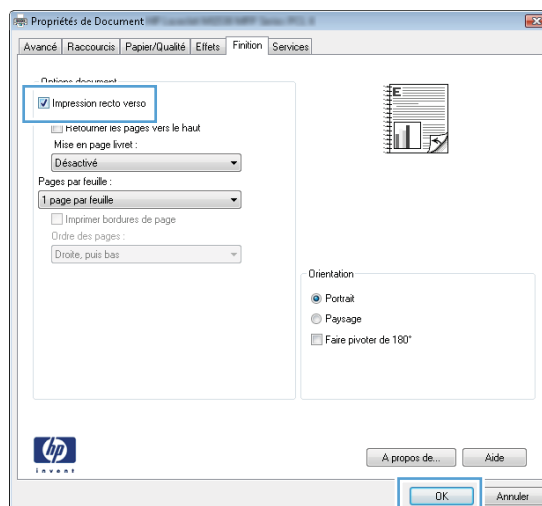 Propriétés de Document
Avancé Raccourcis Papier/Qualité Effets Finition Services
Options document
Impression recto verso
Retourner les pages vers le haut
Mise en page livret :
Désactivé
Pages par feuille :
1 page par feuille
Imprimer bordures de page
Ordre des pages :
Droite, puis bas
E
Orientation
Portrait
Paysage
Faire pivoter de 180°
hp
invent
A propos de... Aide
OK Annuler